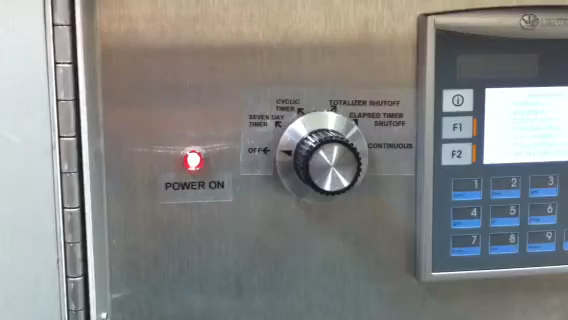 CYCLIC
TIMER
TOTALIZER SHUTOFF
SEVEN DAY
TIMER
ELAPSED TIMER
SHUTOFF
OFF
CONTINUOUS
POWER ON
F1
F2
1 2 3
4 5 6
7 8 9